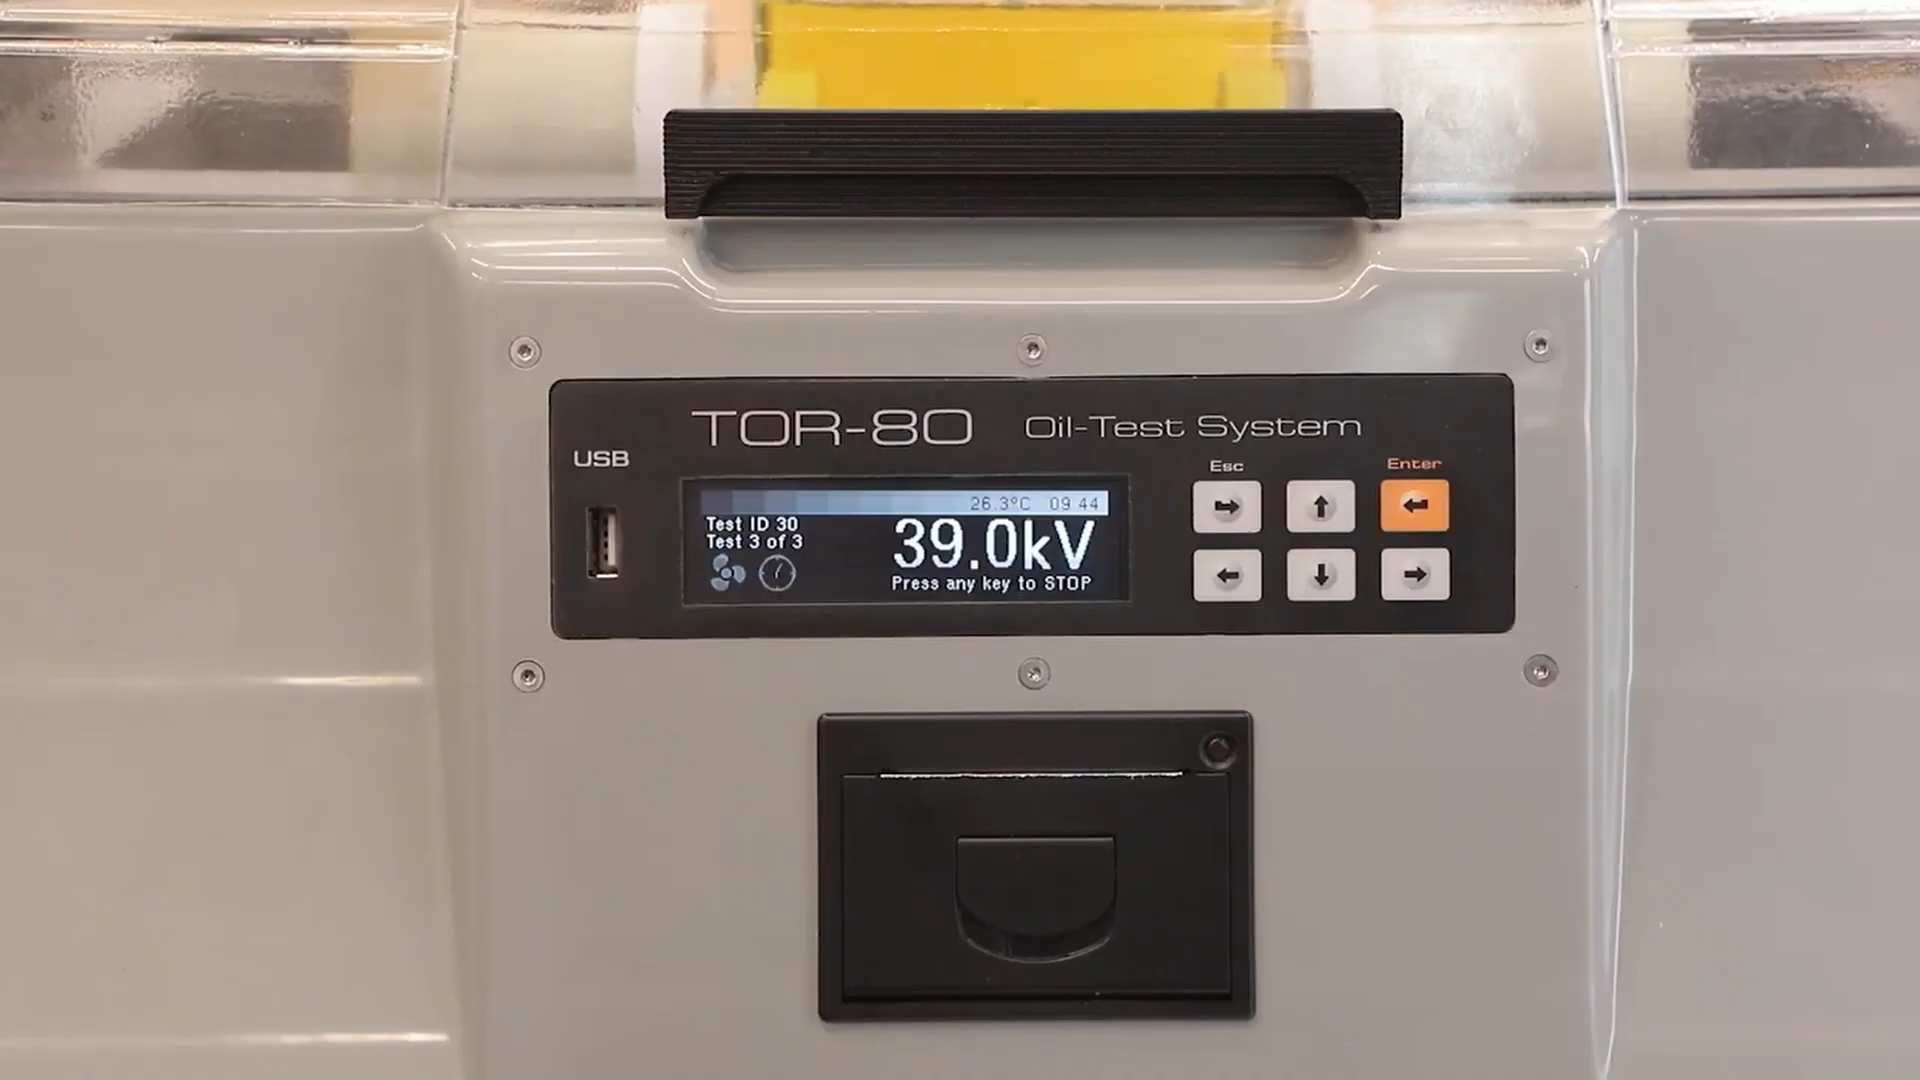 TOR-80 Oil-Test System
USB
Esc
Enter
26.3°C 09 44
Test ID 30
Test 3 of 3
39.0kV
Press any key to STOP